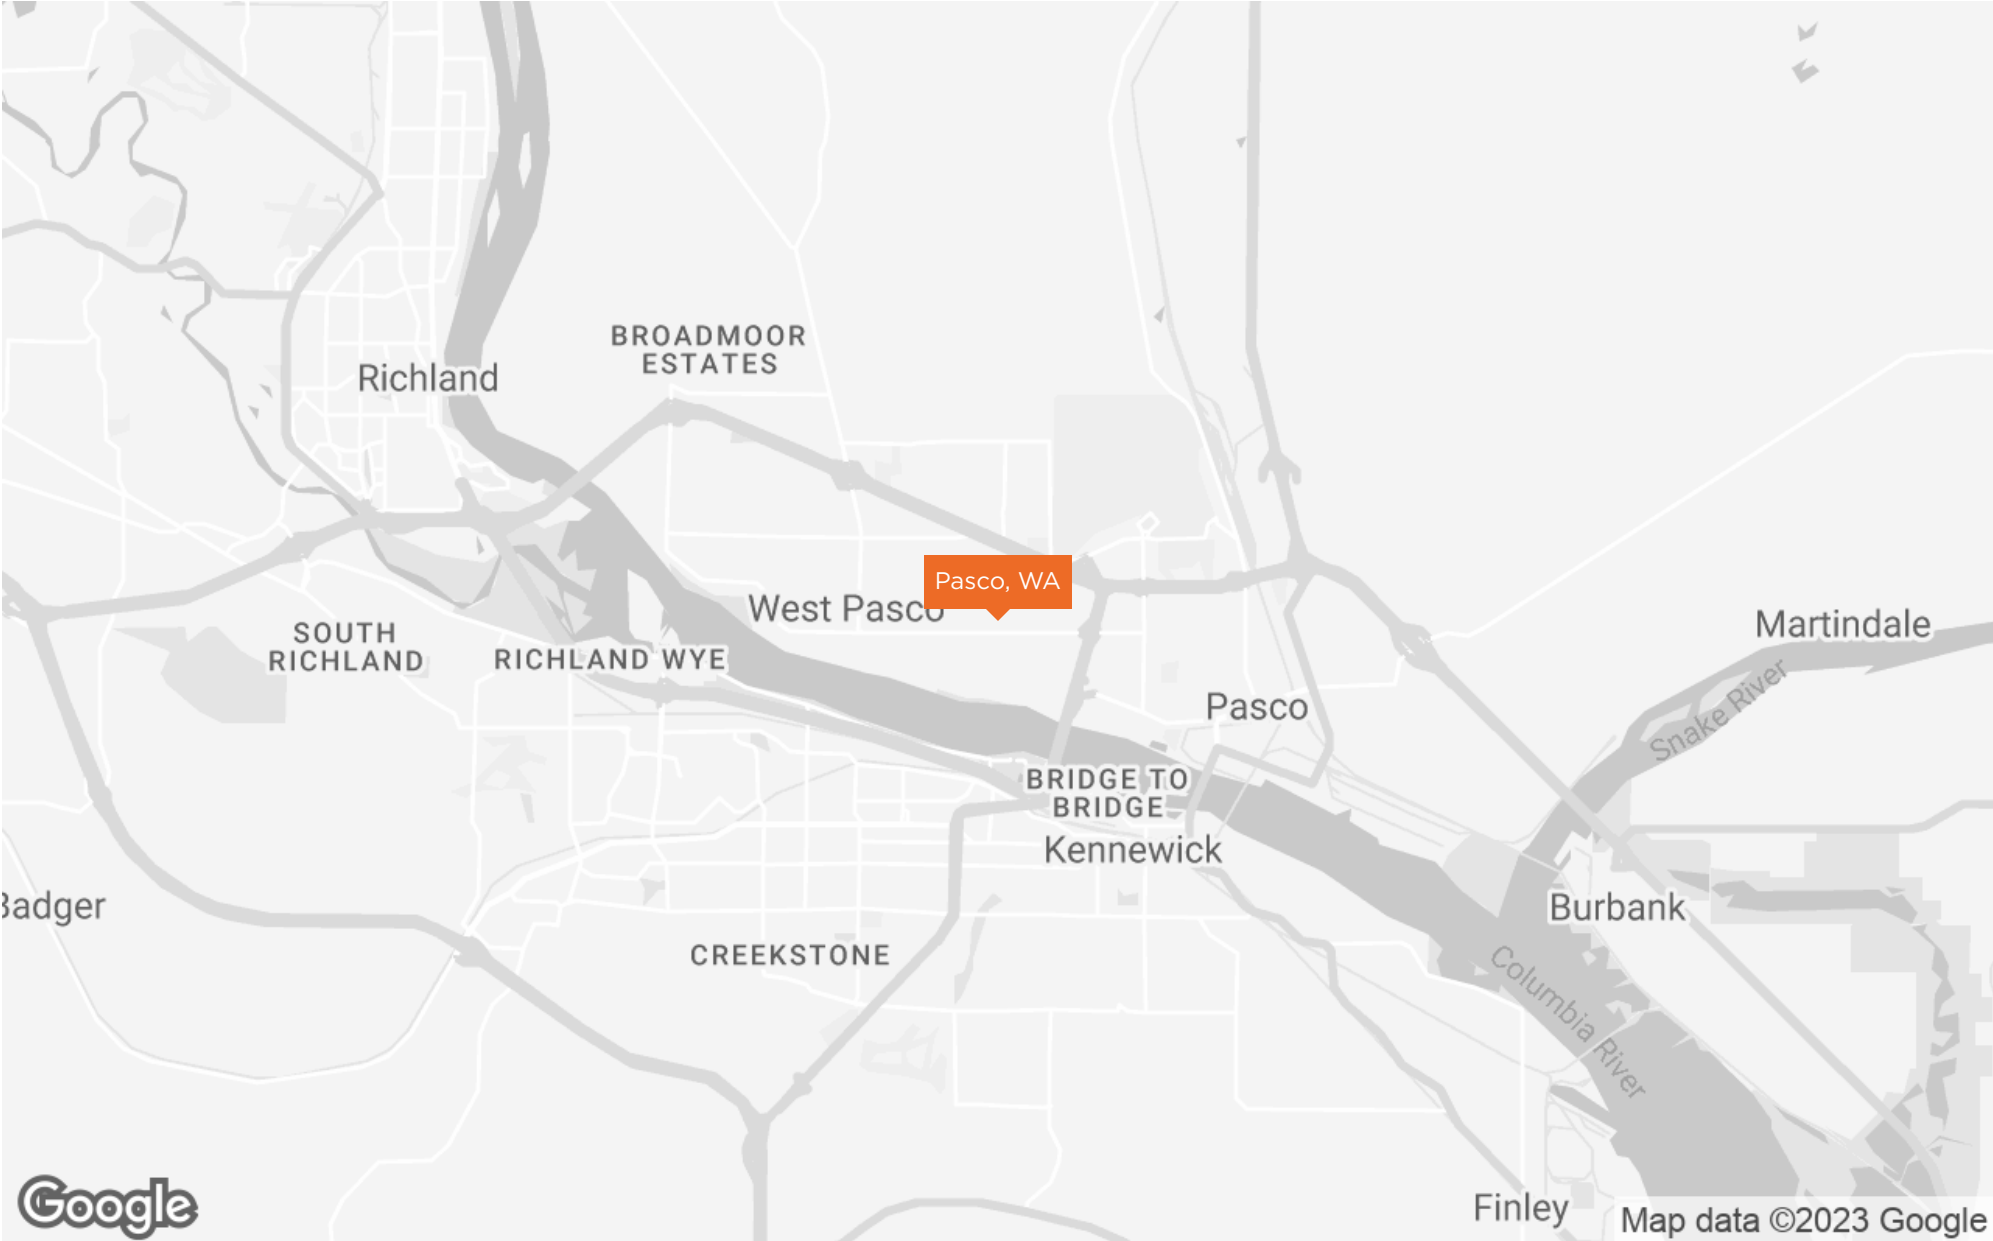 BROADMOOR
ESTATES
Richland
Pasco, WA
West Pasco
Martindale
SOUTH
RICHLAND
RICHLAND WYE
Snake River
Pasco
BRIDGE TO
BRIDGE
Kennewick
Badger
Burbank
CREEKSTONE
Columbia River
Google
Finley
Map data ©2023 Google